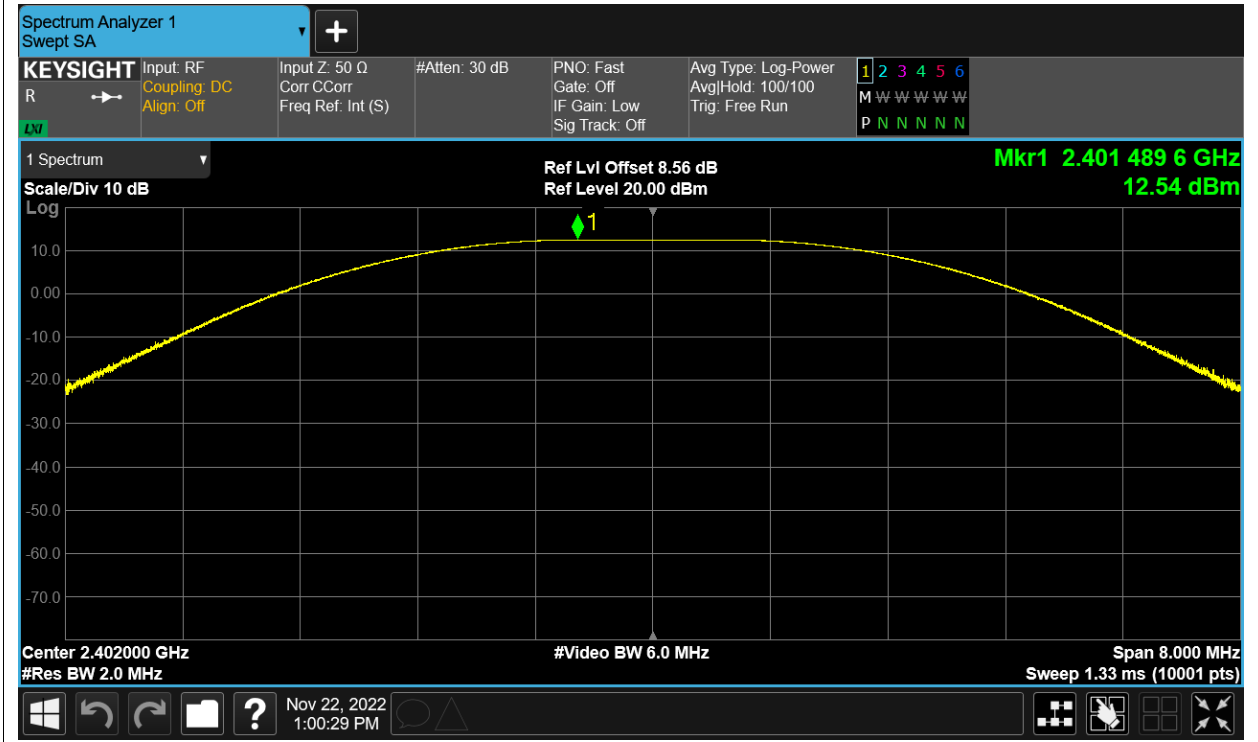 Spectrum Analyzer 1
Swept SA
KEYSIGHT
R
LXI
Input: RF
Coupling: DC
Align: Off
Input Z: 50 Ω
Corr CCorr
Freq Ref: Int (S)
#Atten: 30 dB
PNO: Fast
Gate: Off
IF Gain: Low
Sig Track: Off
Avg Type: Log-Power
Avg|Hold: 100/100
Trig: Free Run
1 2 3 4 5 6
M W W W W W
P N N N N N
1 Spectrum
Scale/Div 10 dB
Log
Ref Lvl Offset 8.56 dB
Ref Level 20.00 dBm
Mkr1 2.401 489 6 GHz
12.54 dBm
1
10.0
0.00
-10.0
-20.0
-30.0
-40.0
-50.0
-60.0
-70.0
Center 2.402000 GHz
#Res BW 2.0 MHz
#Video BW 6.0 MHz
Span 8.000 MHz
Sweep 1.33 ms (10001 pts)
?
Nov 22, 2022
1:00:29 PM